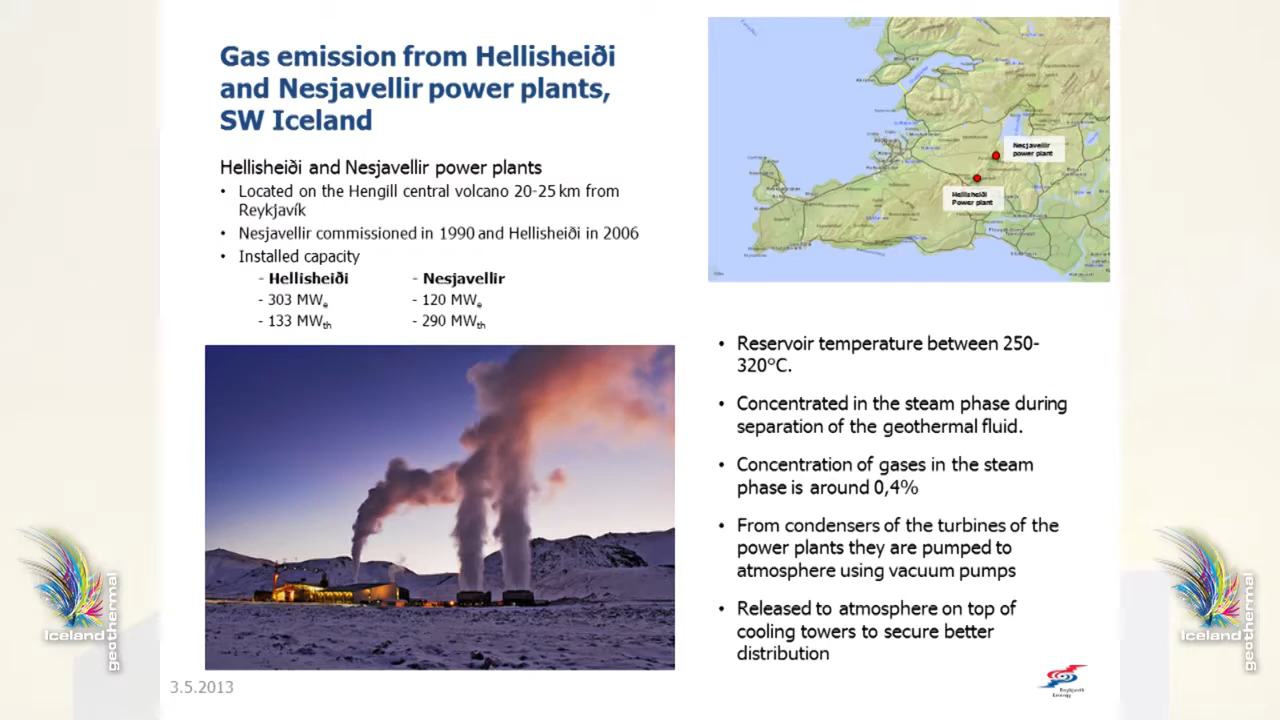 Gas emission from Hellisheiði
and Nesjavellir power plants,
SW Iceland
Hellisheiði and Nesjavellir power plants
• Located on the Hengill central volcano 20-25 km from
Reykjavík
• Nesjavellir commissioned in 1990 and Hellisheiði in 2006
• Installed capacity
- Hellisheiði - Nesjavellir
- 303 MWe - 120 MWe
- 133 MWth - 290 MWth
Nesjavellir
power plant
Hellisheiði
Power plant
• Reservoir temperature between 250-
320°C.
• Concentrated in the steam phase during
separation of the geothermal fluid.
• Concentration of gases in the steam
phase is around 0,4%
• From condensers of the turbines of the
power plants they are pumped to
atmosphere using vacuum pumps
• Released to atmosphere on top of
cooling towers to secure better
distribution
3.5.2013
Reykjavík
Energy
Iceland
geothermal
Iceland
geothermal